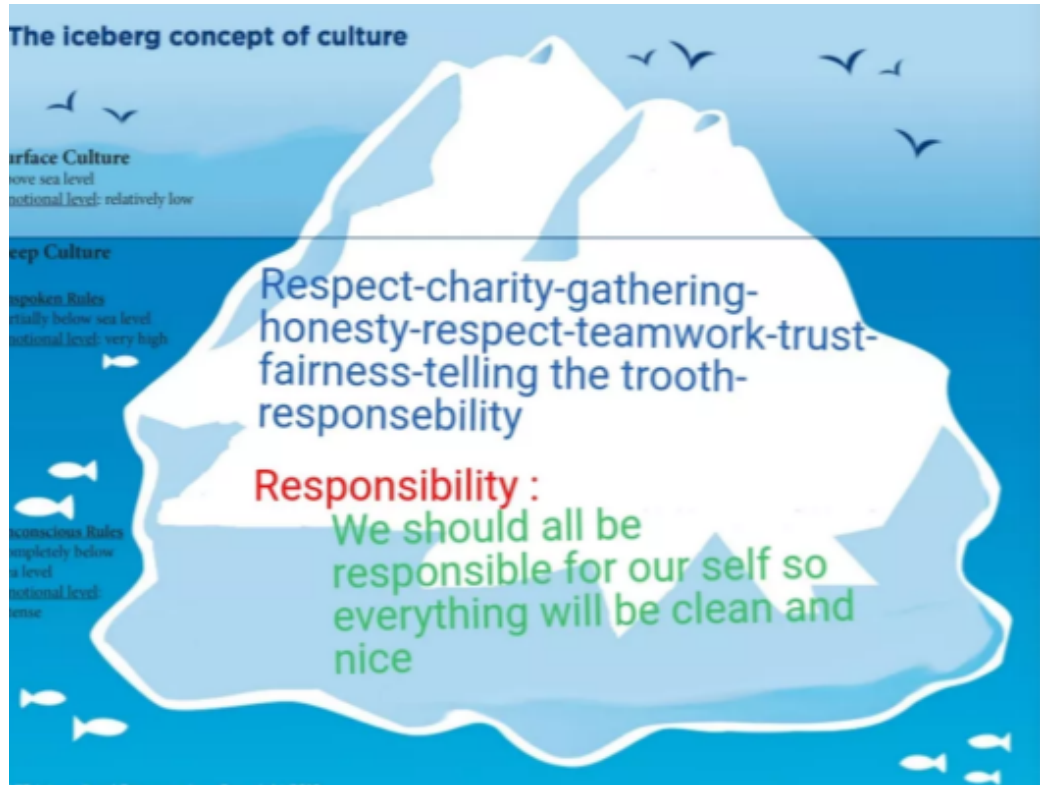 The iceberg concept of culture
urface Culture
ove sea level
notional level: relatively low
eep Culture
spoken Rules
rtially below sea level
notional level: very high
Respect-charity-gathering-
honesty-respect-teamwork-trust-
fairness-telling the trooth-
responsebility
Responsibility :
We should all be
responsible for our self so
everything will be clean and
nice
nconscious Rules
ompletely below
a level
notional level:
tense